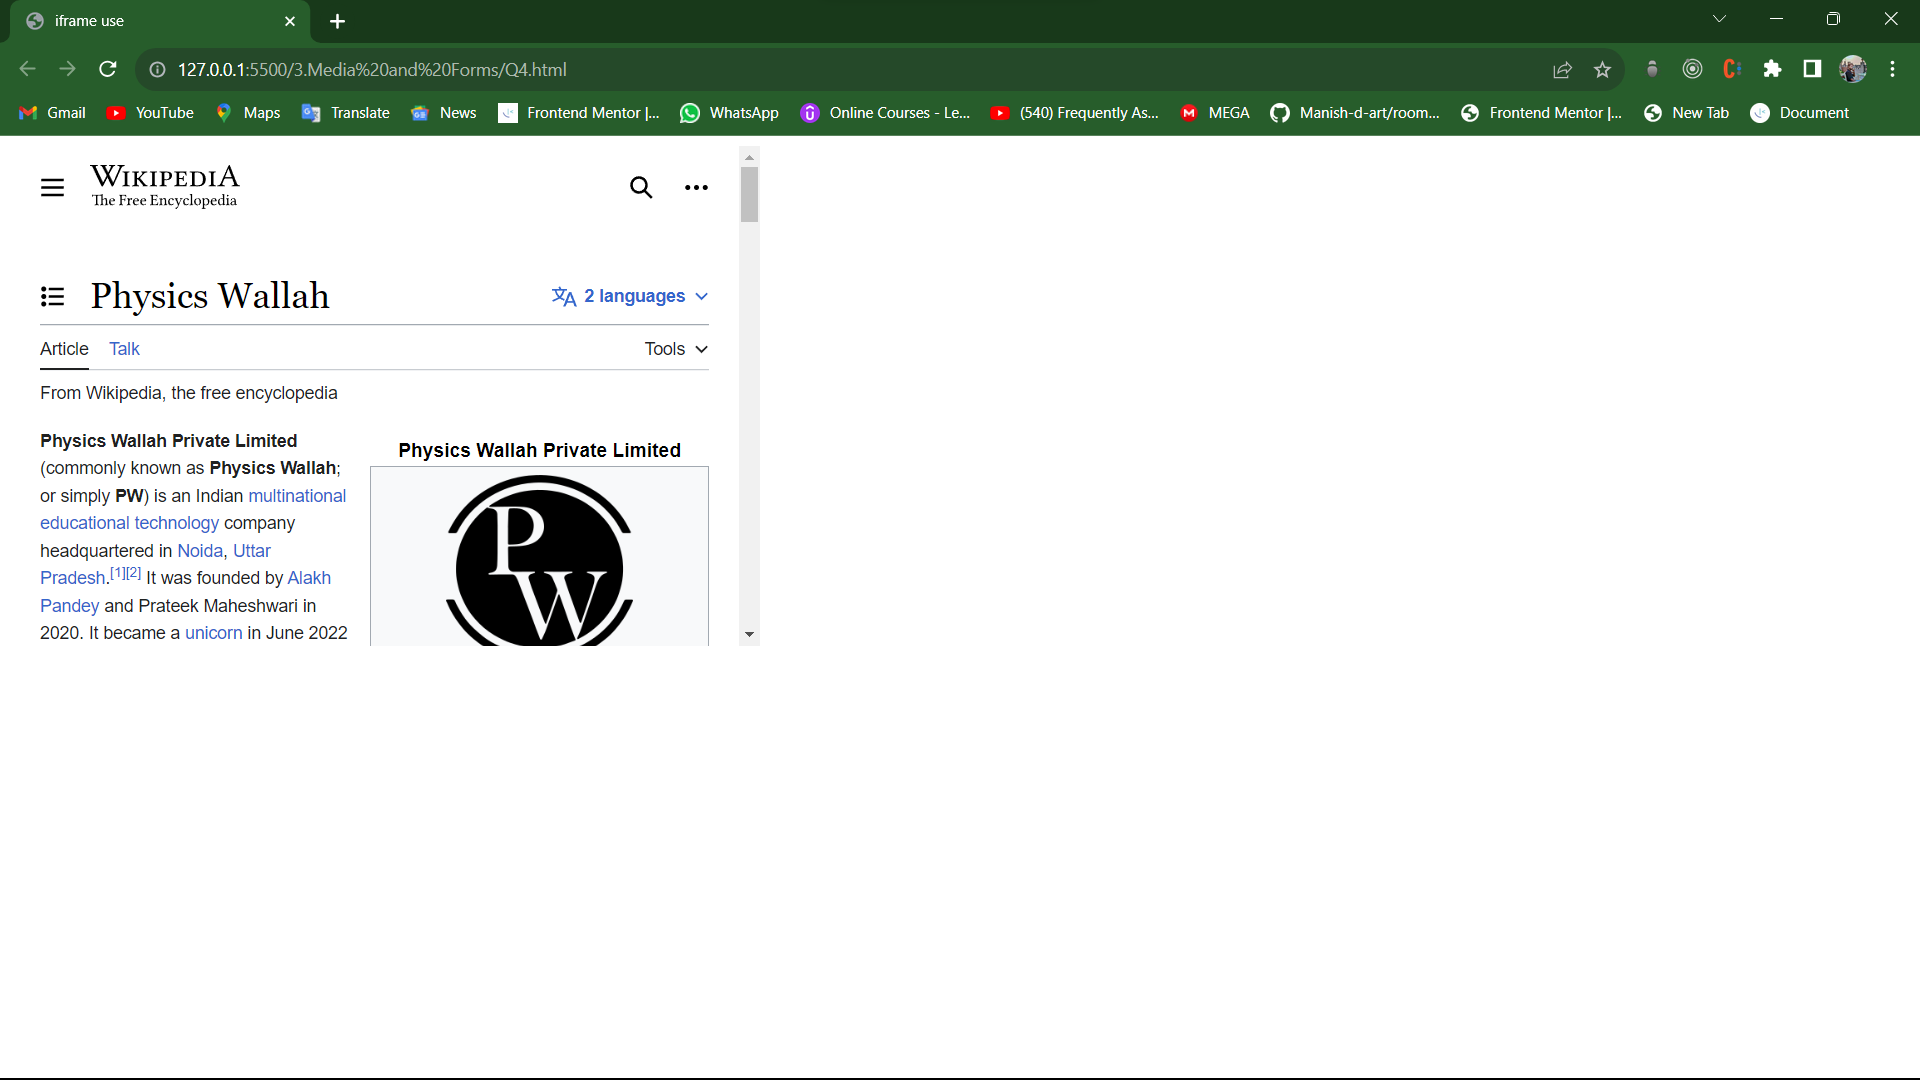 iframe use
127.0.0.1:5500/3.Media%20and%20Forms/Q4.html
Gmail YouTube Maps Translate News Frontend Mentor |... WhatsApp Online Courses - Le... (540) Frequently As... MEGA Manish-d-art/room... Frontend Mentor |... New Tab Document
WIKIPEDIA
The Free Encyclopedia
Physics Wallah
2 languages
Article Talk
Tools
From Wikipedia, the free encyclopedia
Physics Wallah Private Limited
(commonly known as Physics Wallah;
or simply PW) is an Indian multinational
educational technology company
headquartered in Noida, Uttar
Pradesh.[1][2] It was founded by Alakh
Pandey and Prateek Maheshwari in
2020. It became a unicorn in June 2022
Physics Wallah Private Limited
P
W